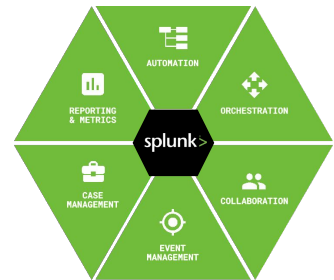 AUTOMATION
REPORTING
& METRICS
ORCHESTRATION
splunk>
CASE
MANAGEMENT
COLLABORATION
EVENT
MANAGEMENT